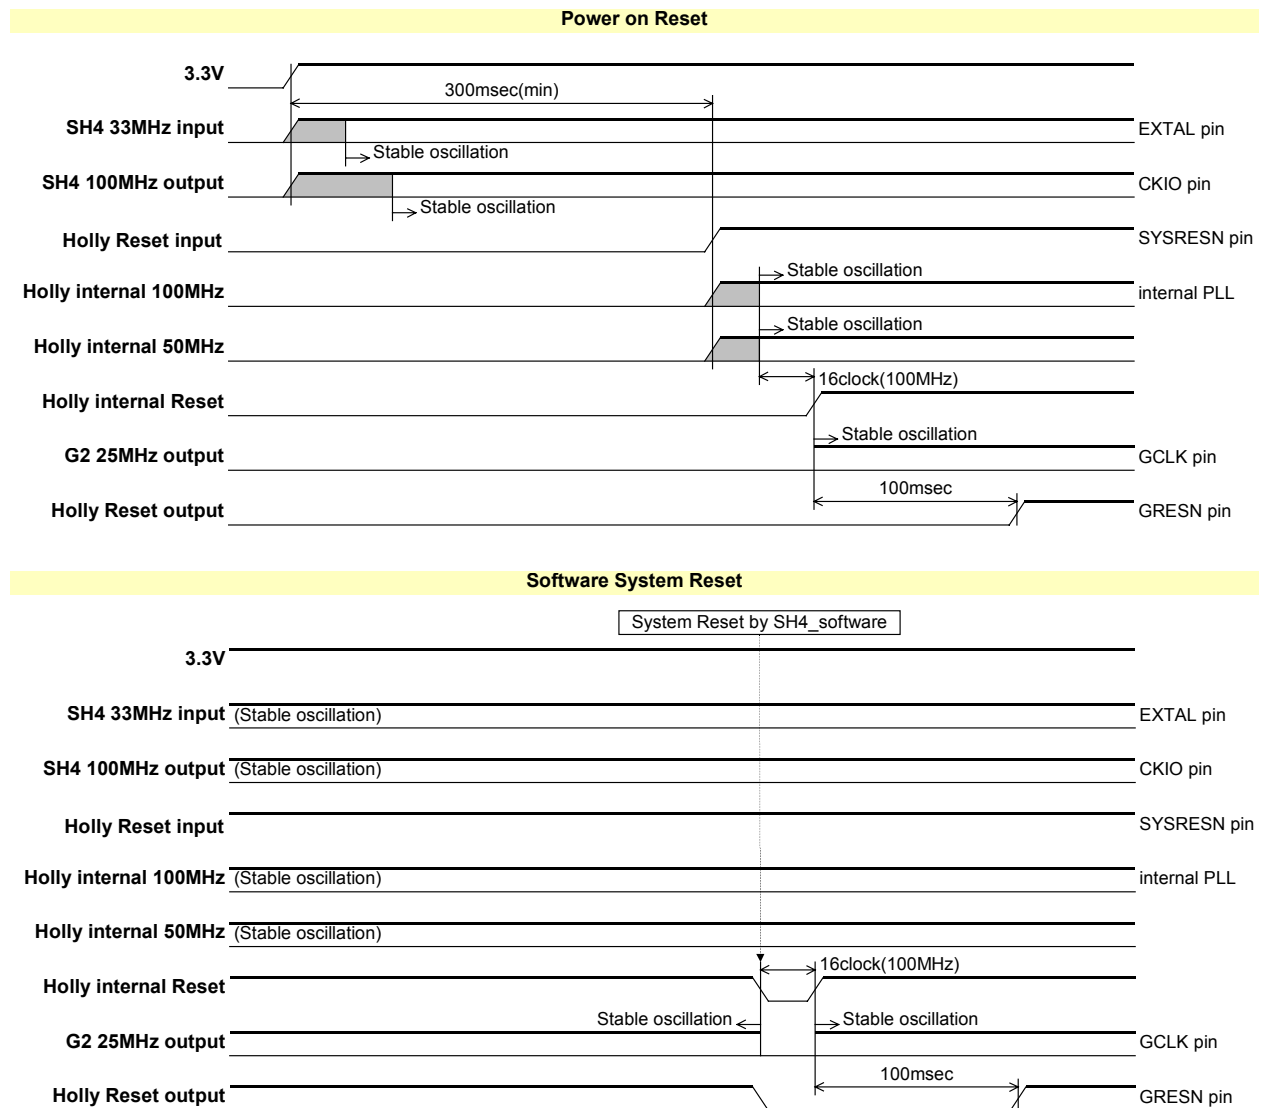 Power on Reset
3.3V
300msec(min)
SH4 33MHz input EXTAL pin
Stable oscillation
SH4 100MHz output CKIO pin
Stable oscillation
Holly Reset input SYSRESN pin
Stable oscillation
Holly internal 100MHz internal PLL
Stable oscillation
Holly internal 50MHz
16clock(100MHz)
Holly internal Reset
Stable oscillation
G2 25MHz output GCLK pin
100msec
Holly Reset output GRESN pin
Software System Reset
System Reset by SH4_software
3.3V
SH4 33MHz input (Stable oscillation) EXTAL pin
SH4 100MHz output (Stable oscillation) CKIO pin
Holly Reset input SYSRESN pin
Holly internal 100MHz (Stable oscillation) internal PLL
Holly internal 50MHz (Stable oscillation)
16clock(100MHz)
Holly internal Reset
Stable oscillation Stable oscillation
G2 25MHz output GCLK pin
100msec
Holly Reset output GRESN pin